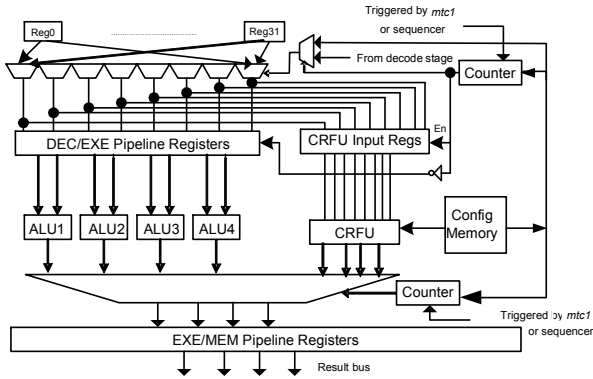 Triggered by mtc1
or sequencer
Reg0
Reg31
From decode stage
Counter
En
DEC/EXE Pipeline Registers
CRFU Input Regs
ALU1
ALU2
ALU3
ALU4
CRFU
Config
Memory
Counter
Triggered by mtc1
or sequencer
EXE/MEM Pipeline Registers
Result bus